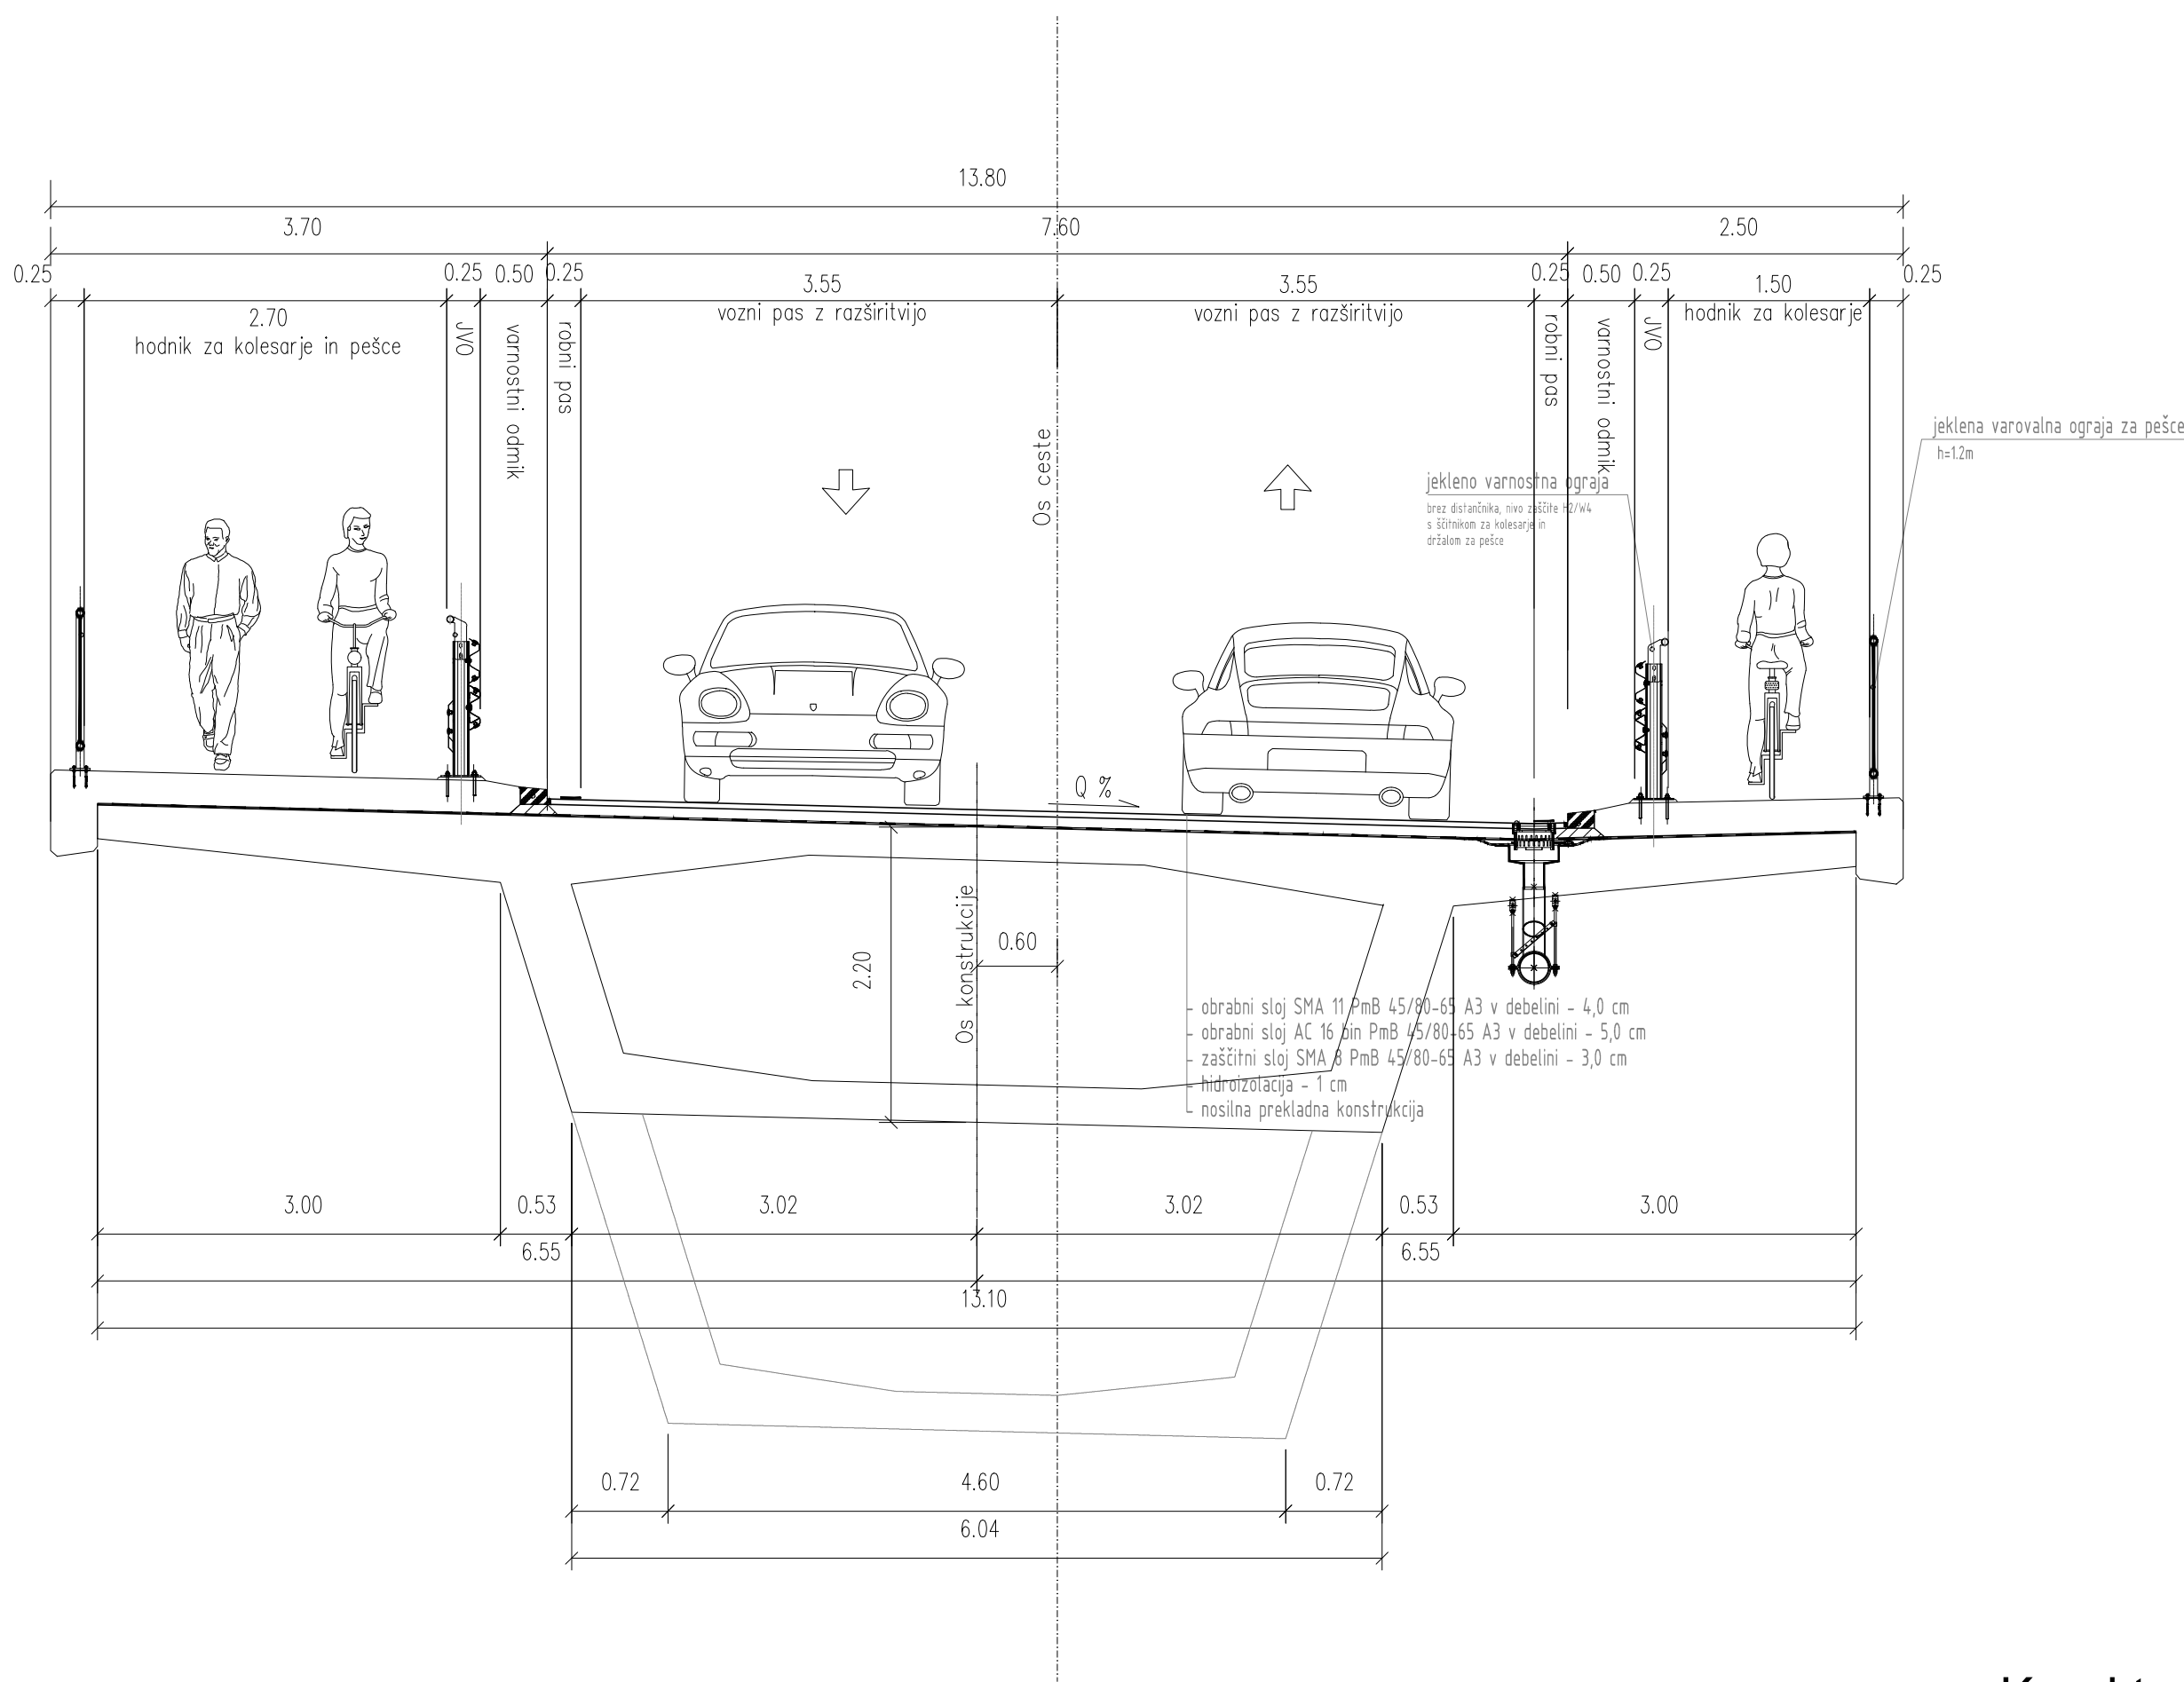 13.80
3.70
7.60
2.50
0.25
0.25
0.50
0.25
3.55
3.55
0.25
0.50
0.25
1.50
0.25
2.70
hodnik za kolesarje in pešce
JVO
varnostni odmik
robni pas
vozni pas z razširitvijo
vozni pas z razširitvijo
robni pas
varnostni odmik
JVO
hodnik za kolesarje
Os ceste
jeklena varovalna ograja za pešce
h=1.2m
jekleno varnostna ograja
brez distančnika, nivo zaščite H2/W4
s ščitnikom za kolesarje in
držalom za pešce
Q %
Os konstrukcije
0.60
2.20
- obrabni sloj SMA 11 PmB 45/80-65 A3 v debelini - 4,0 cm
- obrabni sloj AC 16 bin PmB 45/80-65 A3 v debelini - 5,0 cm
- zaščitni sloj SMA 8 PmB 45/80-65 A3 v debelini - 3,0 cm
- hidroizolacija - 1 cm
- nosilna prekladna konstrukcija
3.00
0.53
3.02
3.02
0.53
3.00
6.55
6.55
13.10
0.72
4.60
0.72
6.04